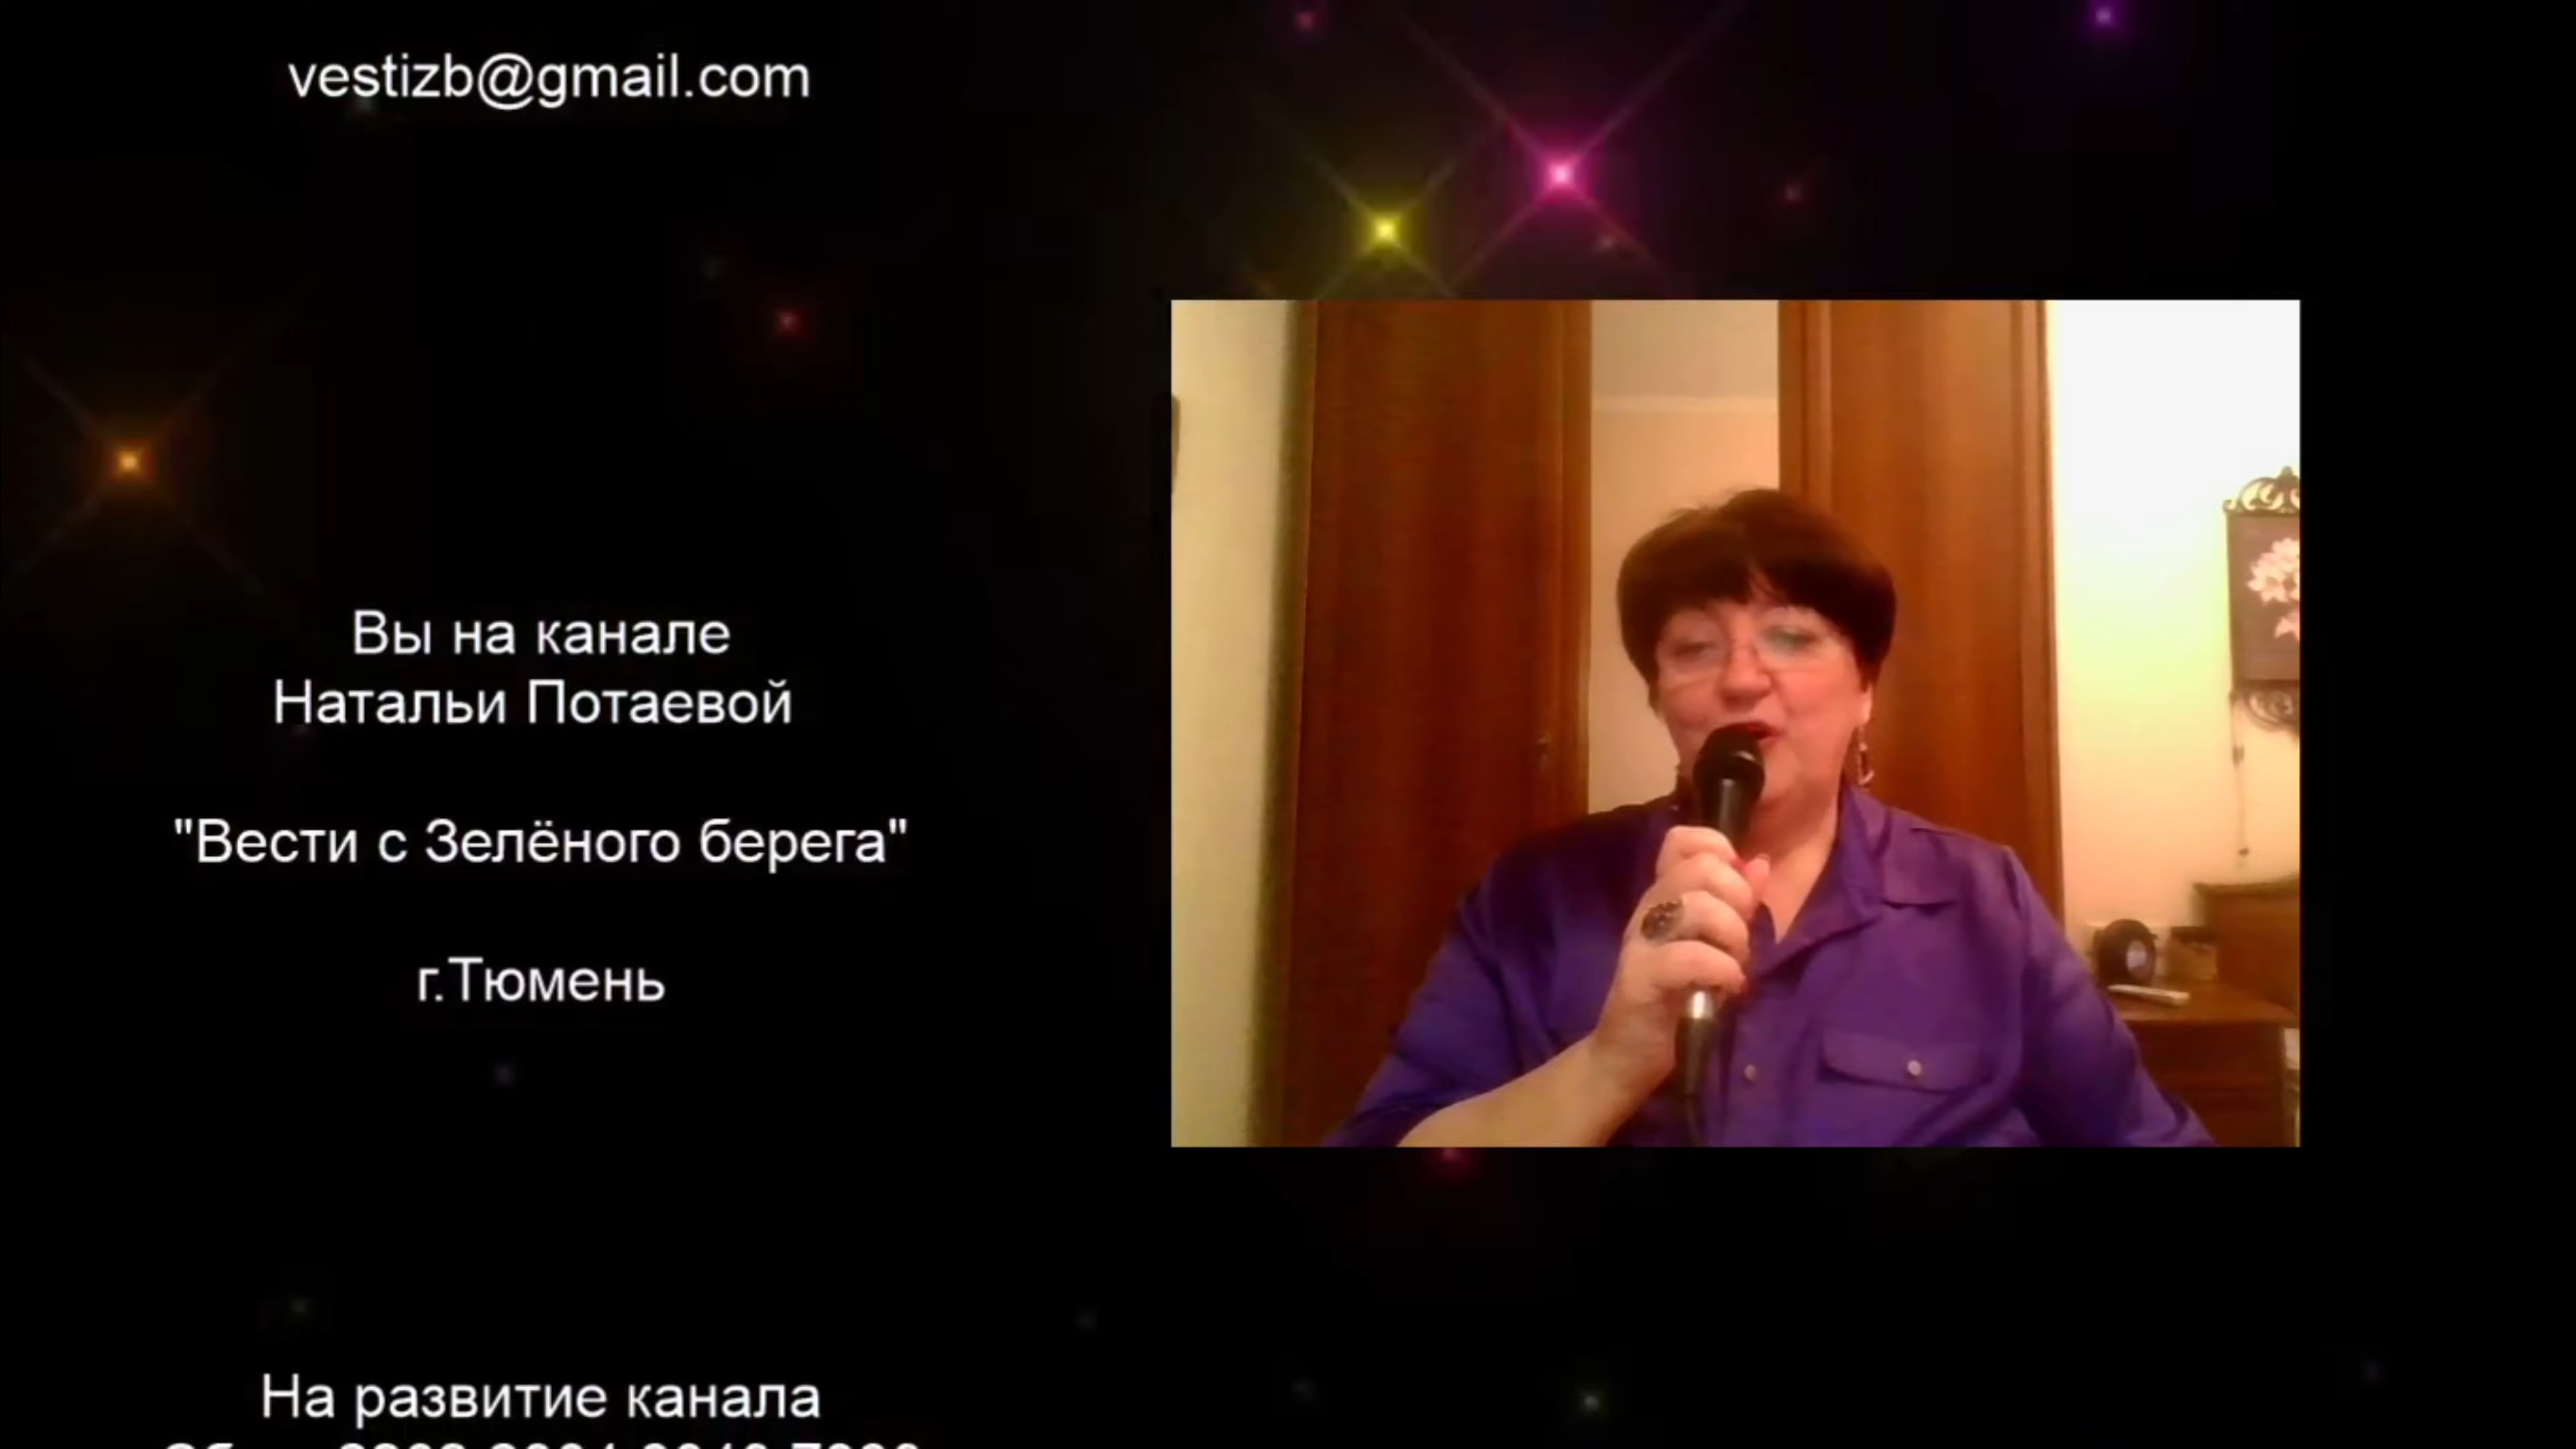 vestizb@gmail.com
Вы на канале
Натальи Потаевой
"Вести с Зелёного берега"
г.Тюмень
На развитие канала